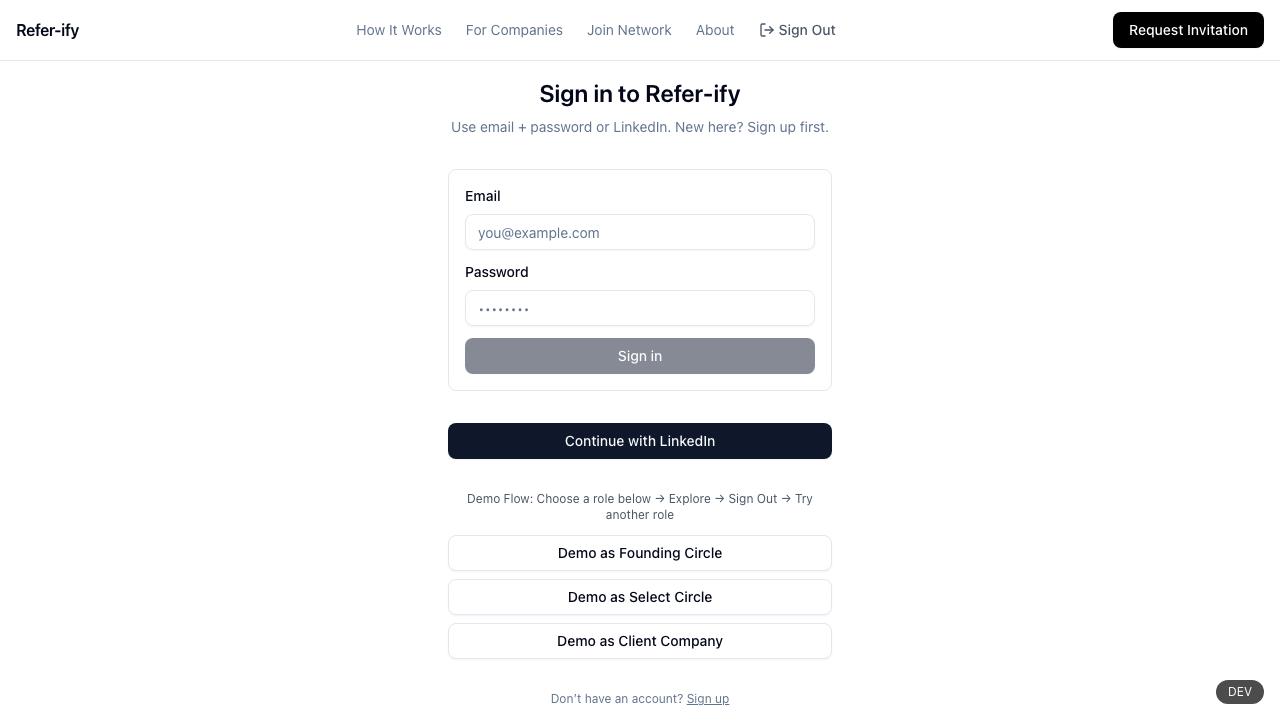 Refer-ify
How It Works
For Companies
Join Network
About
Sign Out
Request Invitation
Sign in to Refer-ify
Use email + password or LinkedIn. New here? Sign up first.
Email
you@example.com
Password
••••••••
Sign in
Continue with LinkedIn
Demo Flow: Choose a role below → Explore → Sign Out → Try
another role
Demo as Founding Circle
Demo as Select Circle
Demo as Client Company
Don't have an account? Sign up
DEV